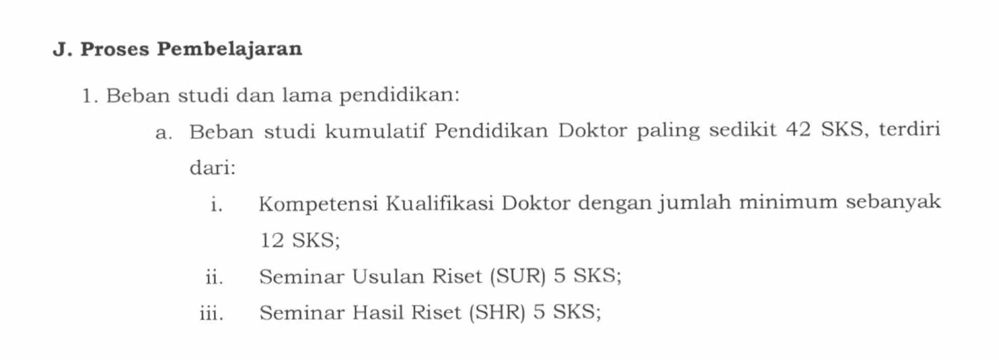 J. Proses Pembelajaran
1. Beban studi dan lama pendidikan:
a. Beban studi kumulatif Pendidikan Doktor paling sedikit 42 SKS, terdiri
dari:
i. Kompetensi Kualifikasi Doktor dengan jumlah minimum sebanyak
12 SKS;
ii. Seminar Usulan Riset (SUR) 5 SKS;
iii. Seminar Hasil Riset (SHR) 5 SKS;